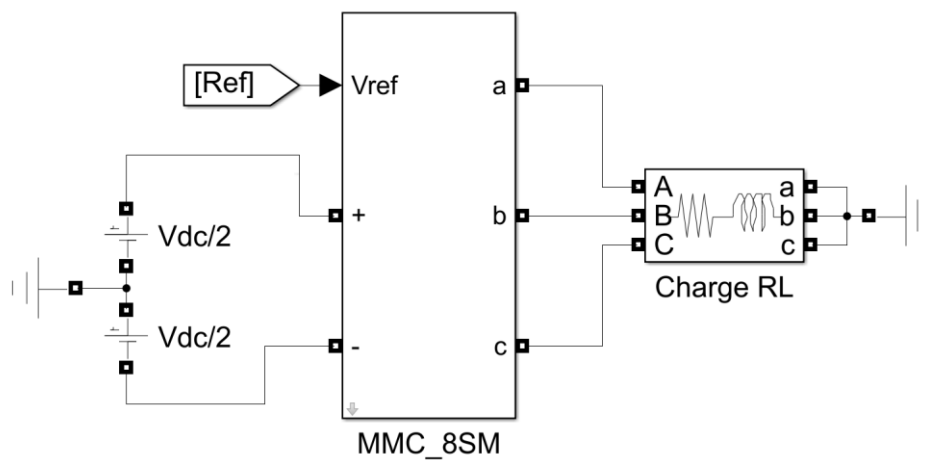 [Ref]
Vref
a
+
b
-
c
Vdc/2
Vdc/2
A
B
C
a
b
c
Charge RL
MMC_8SM